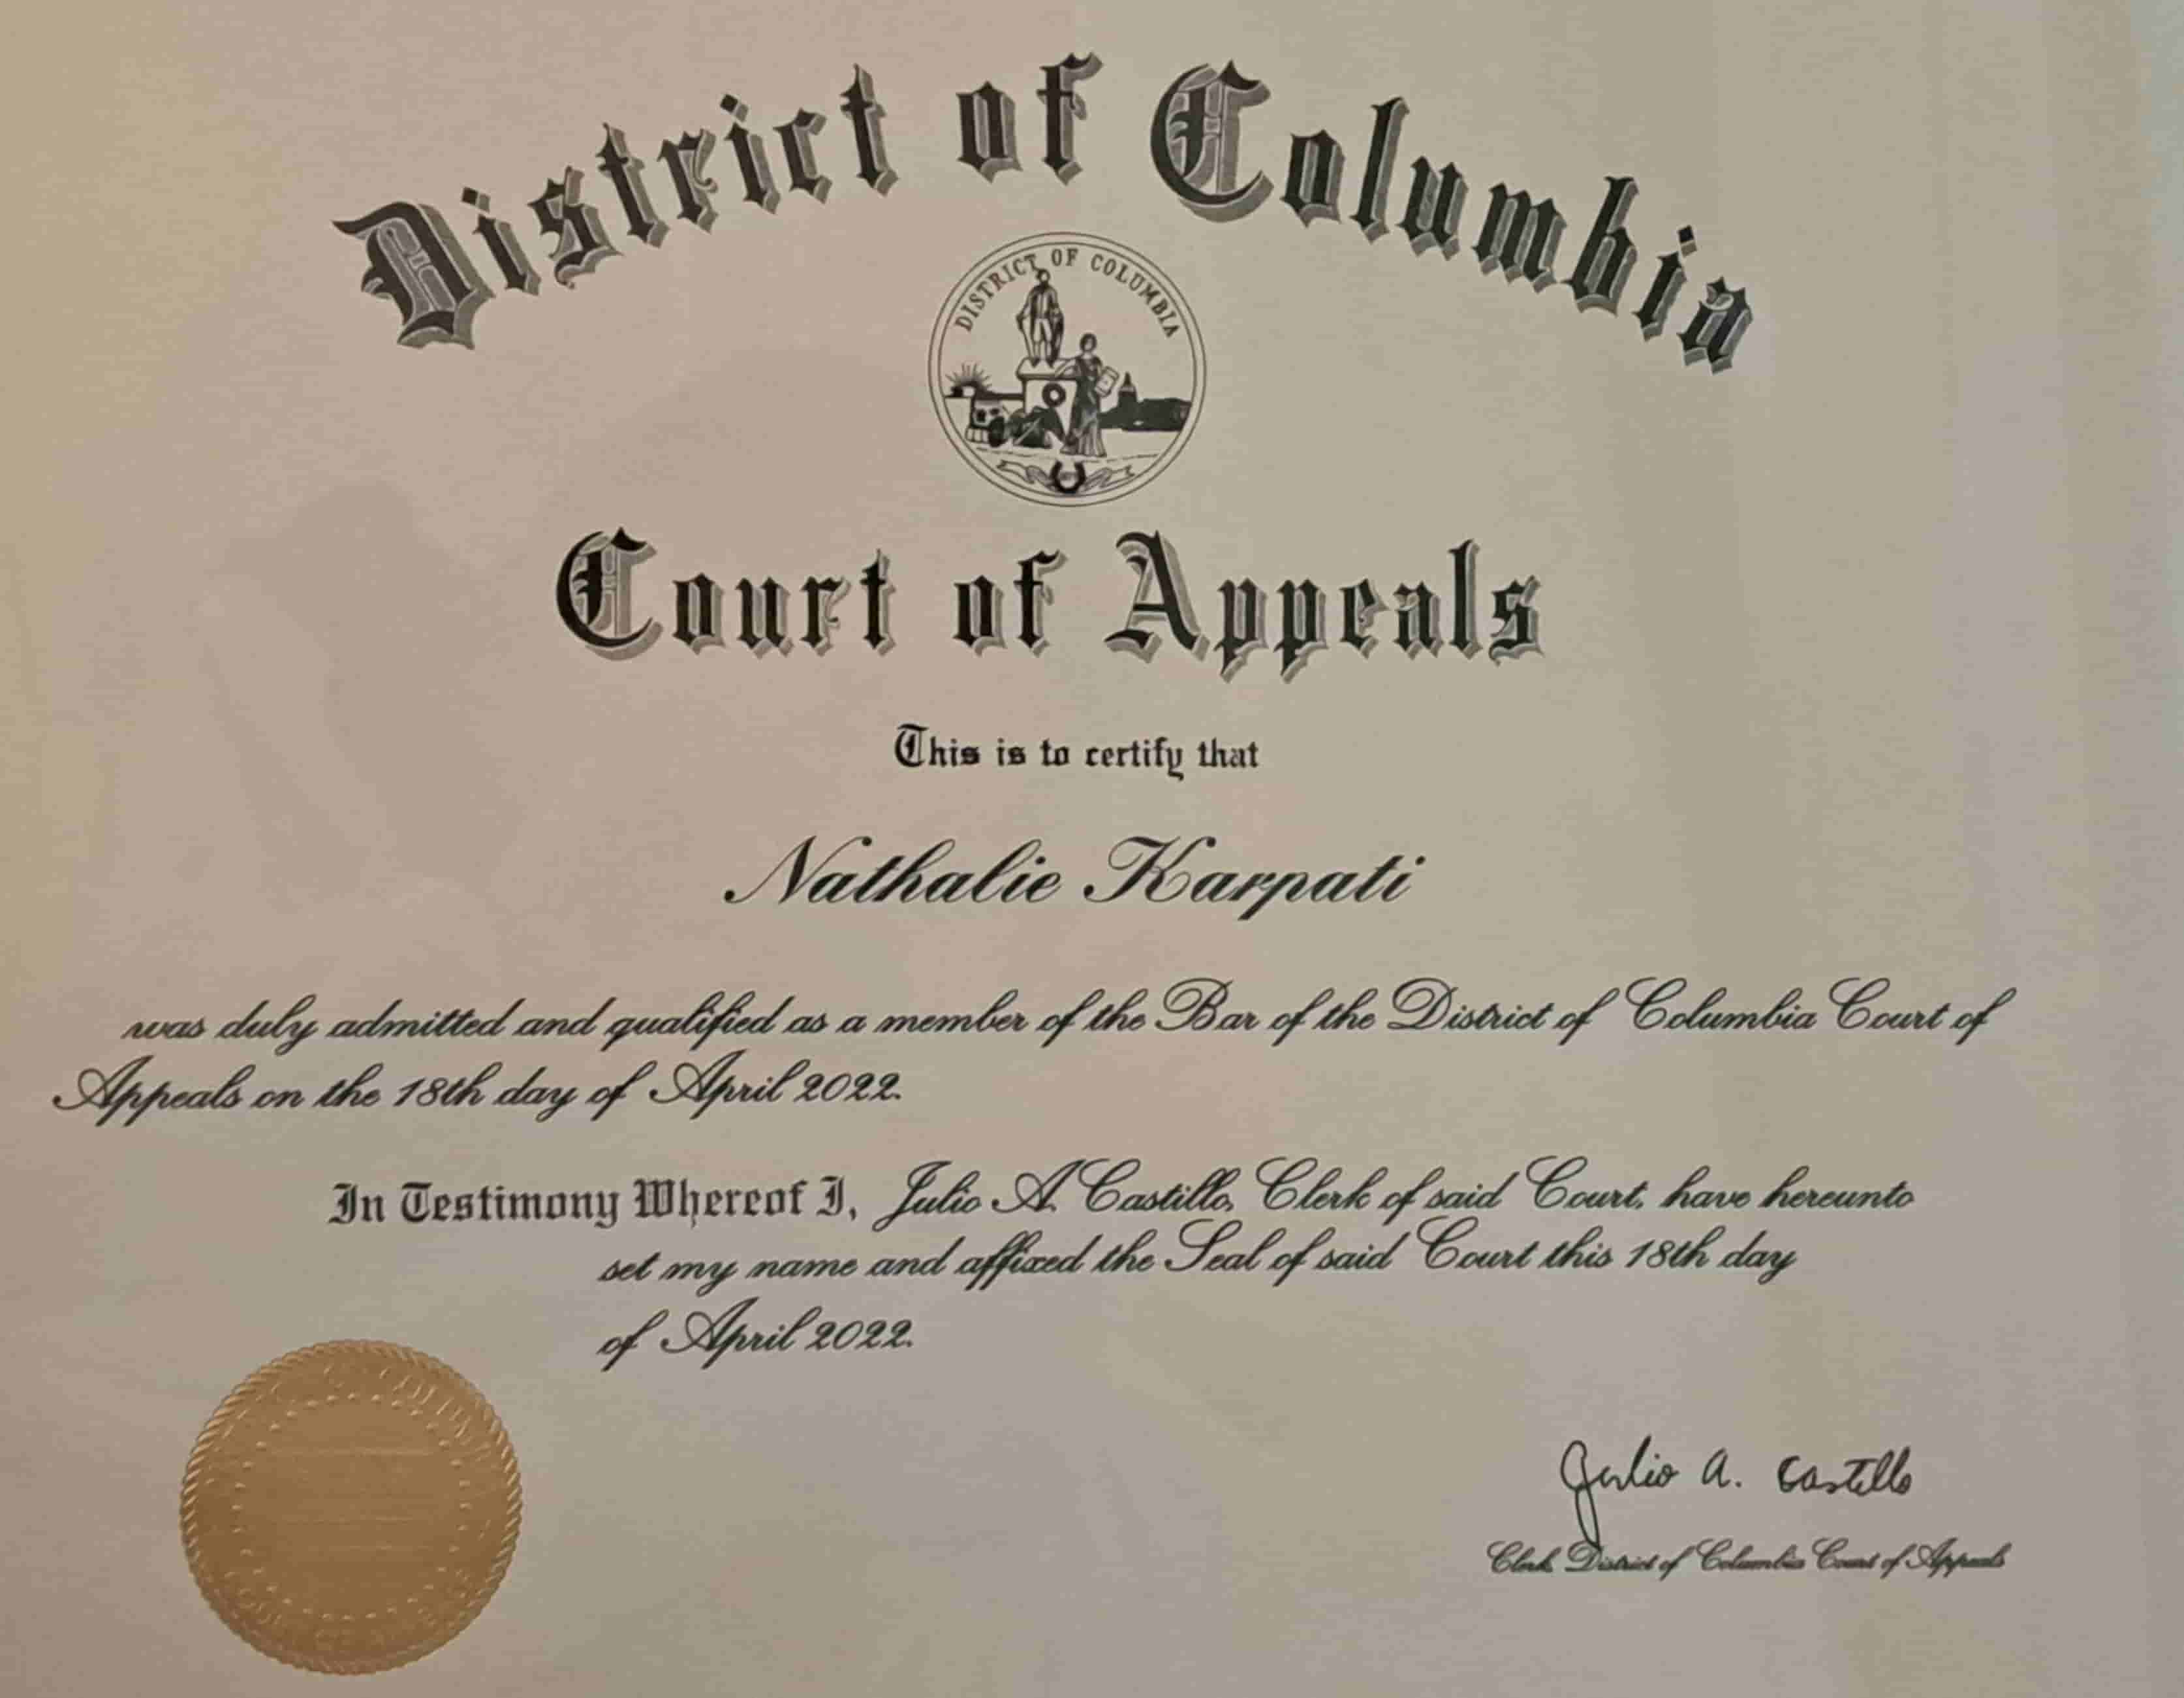 District of Columbia
DISTRICT OF COLUMBIA
Court of Appeals
This is to certify that
Nathalie Karpati
was duly admitted and qualified as a member of the Bar of the District of Columbia Court of
Appeals on the 18th day of April 2022.
In Testimony Whereof I, Julio A. Castillo, Clerk of said Court, have hereunto
set my name and affixed the Seal of said Court this 18th day
of April 2022.
Julio A. Castillo
Clerk District of Columbia Court of Appeals